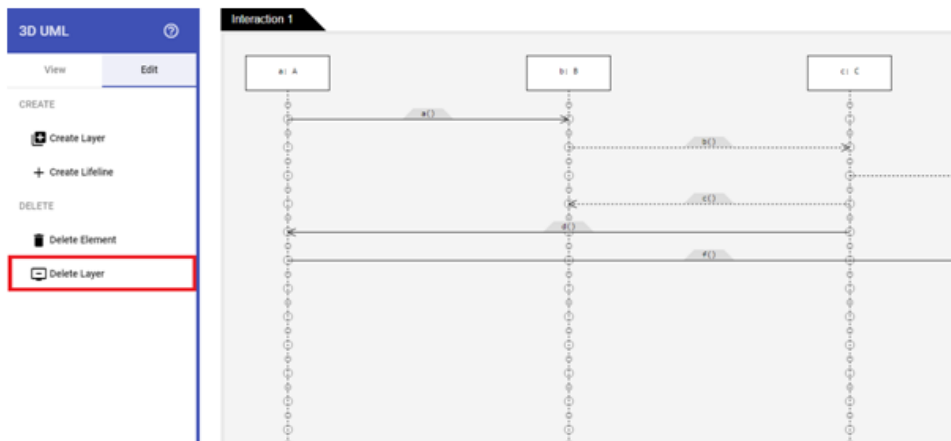 3D UML
View Edit
CREATE
Create Layer
Create Lifeline
DELETE
Delete Element
Delete Layer
Interaction 1
a: A
b: B
c: C
a()
b()
c()
d()
f()